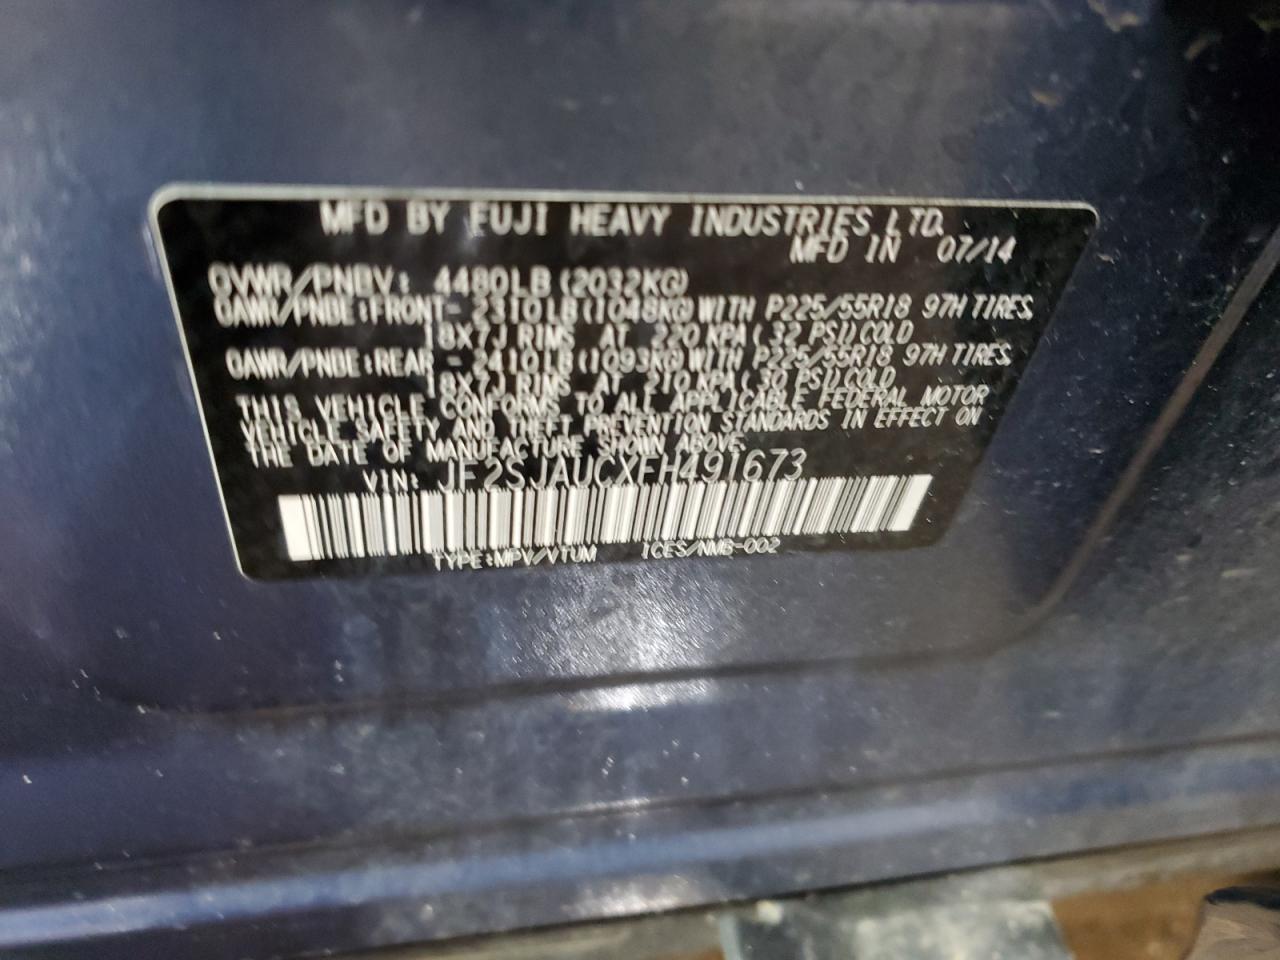 MFD BY FUJI HEAVY INDUSTRIES LTD.
MFD IN 07/14
GVWR/PNBV: 4480LB (2032KG)
GAWR/PNBE:FRONT- 2310LB (1048KG) WITH P225/55R18 97H TIRES,
18X7J RIMS AT 220 KPA ( 32 PSI) COLD
GAWR/PNBE:REAR - 2410LB (1093KG) WITH P225/55R18 97H TIRES,
18X7J RIMS AT 210 KPA ( 30 PSI) COLD
THIS VEHICLE CONFORMS TO ALL APPLICABLE FEDERAL MOTOR
VEHICLE SAFETY AND THEFT PREVENTION STANDARDS IN EFFECT ON
THE DATE OF MANUFACTURE SHOWN ABOVE.
VIN: JF2SJAUCXFH491673
TYPE:MPV/VTUM ICES/NMB-002